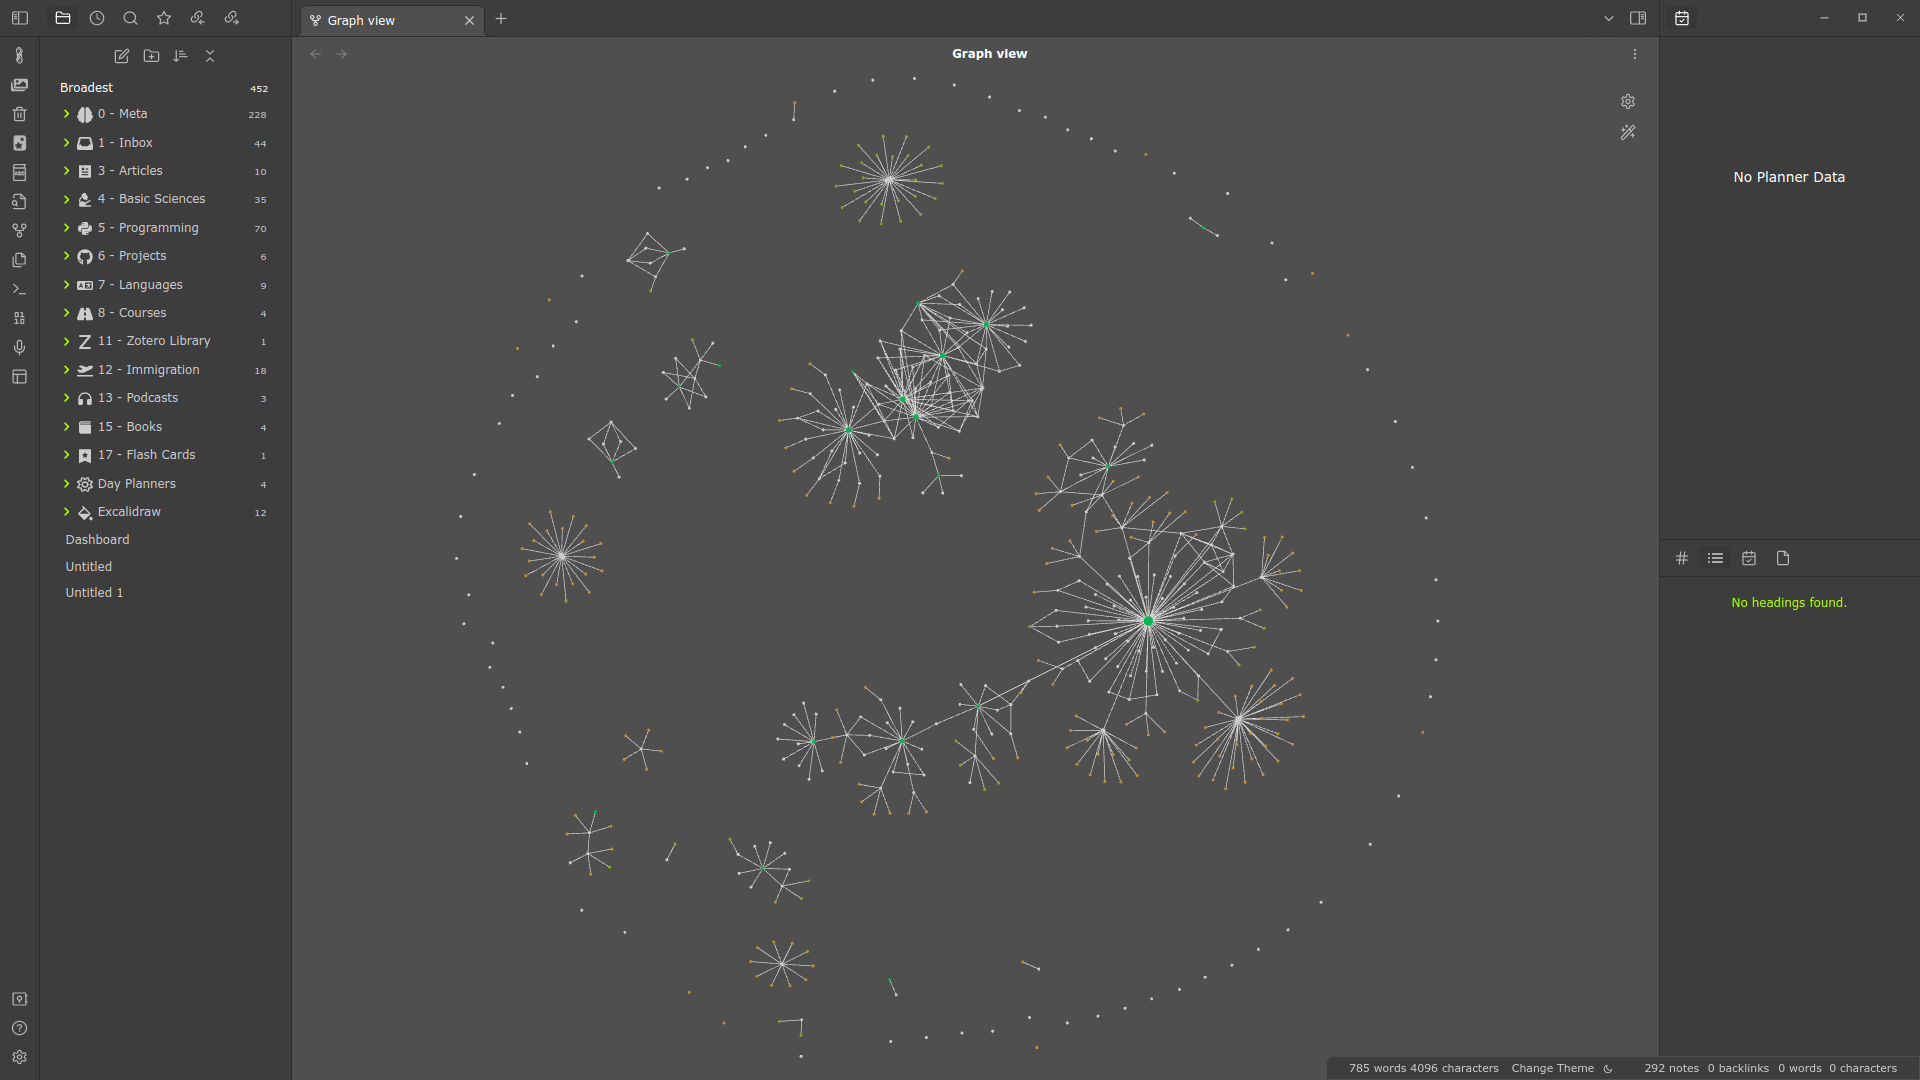 Graph view
Graph view
Broadest 452
0 - Meta 228
1 - Inbox 44
3 - Articles 10
4 - Basic Sciences 35
5 - Programming 70
6 - Projects 6
7 - Languages 9
8 - Courses 4
11 - Zotero Library 1
12 - Immigration 18
13 - Podcasts 3
15 - Books 4
17 - Flash Cards 1
Day Planners 4
Excalidraw 12
Dashboard
Untitled
Untitled 1
No Planner Data
No headings found.
785 words 4096 characters Change Theme 292 notes 0 backlinks 0 words 0 characters